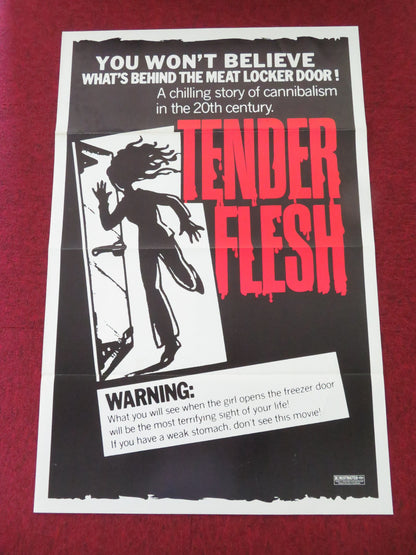 YOU WON'T BELIEVE
WHAT'S BEHIND THE MEAT LOCKER DOOR!
A chilling story of cannibalism
in the 20th century.
TENDER
FLESH
WARNING:
What you will see when the girl opens the freezer door
will be the most terrifying sight of your life!
If you have a weak stomach, don't see this movie!